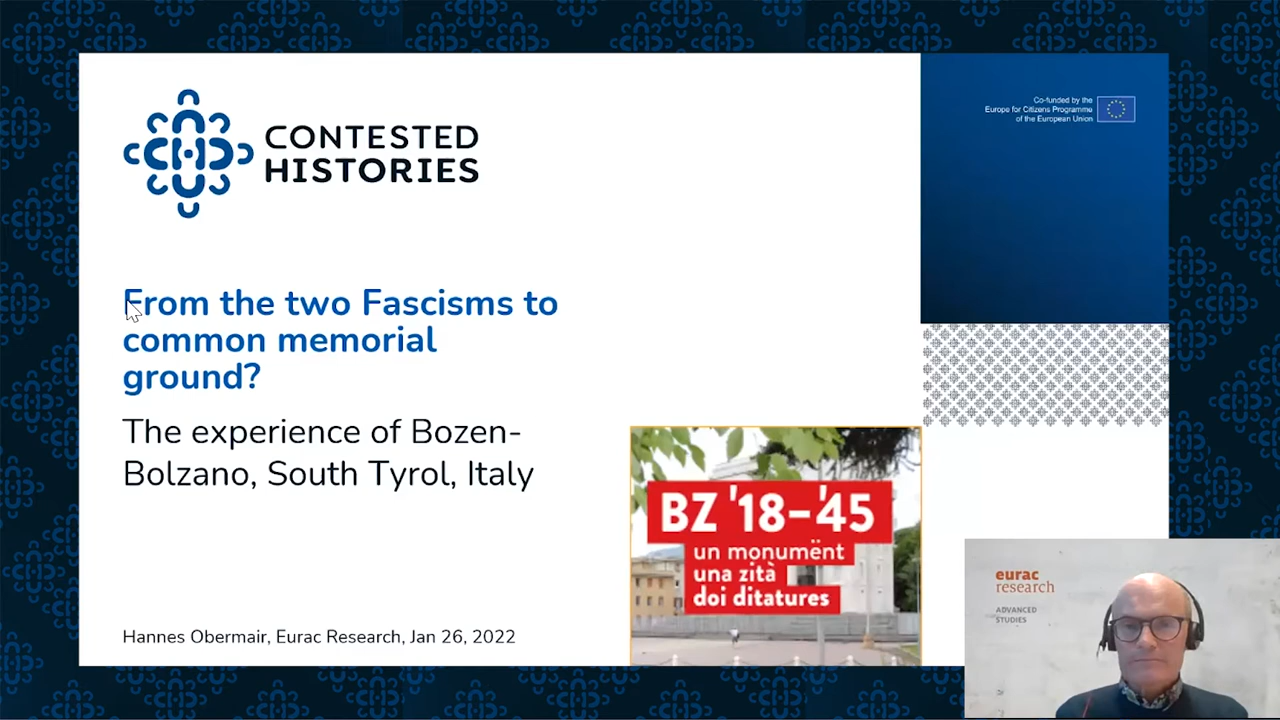 CONTESTED
HISTORIES
Co-funded by the
Europe for Citizens Programme
of the European Union
From the two Fascisms to
common memorial
ground?
The experience of Bozen-
Bolzano, South Tyrol, Italy
BZ '18–'45
un monumënt
una zità
doi ditatures
Hannes Obermair, Eurac Research, Jan 26, 2022
eurac
research
ADVANCED
STUDIES